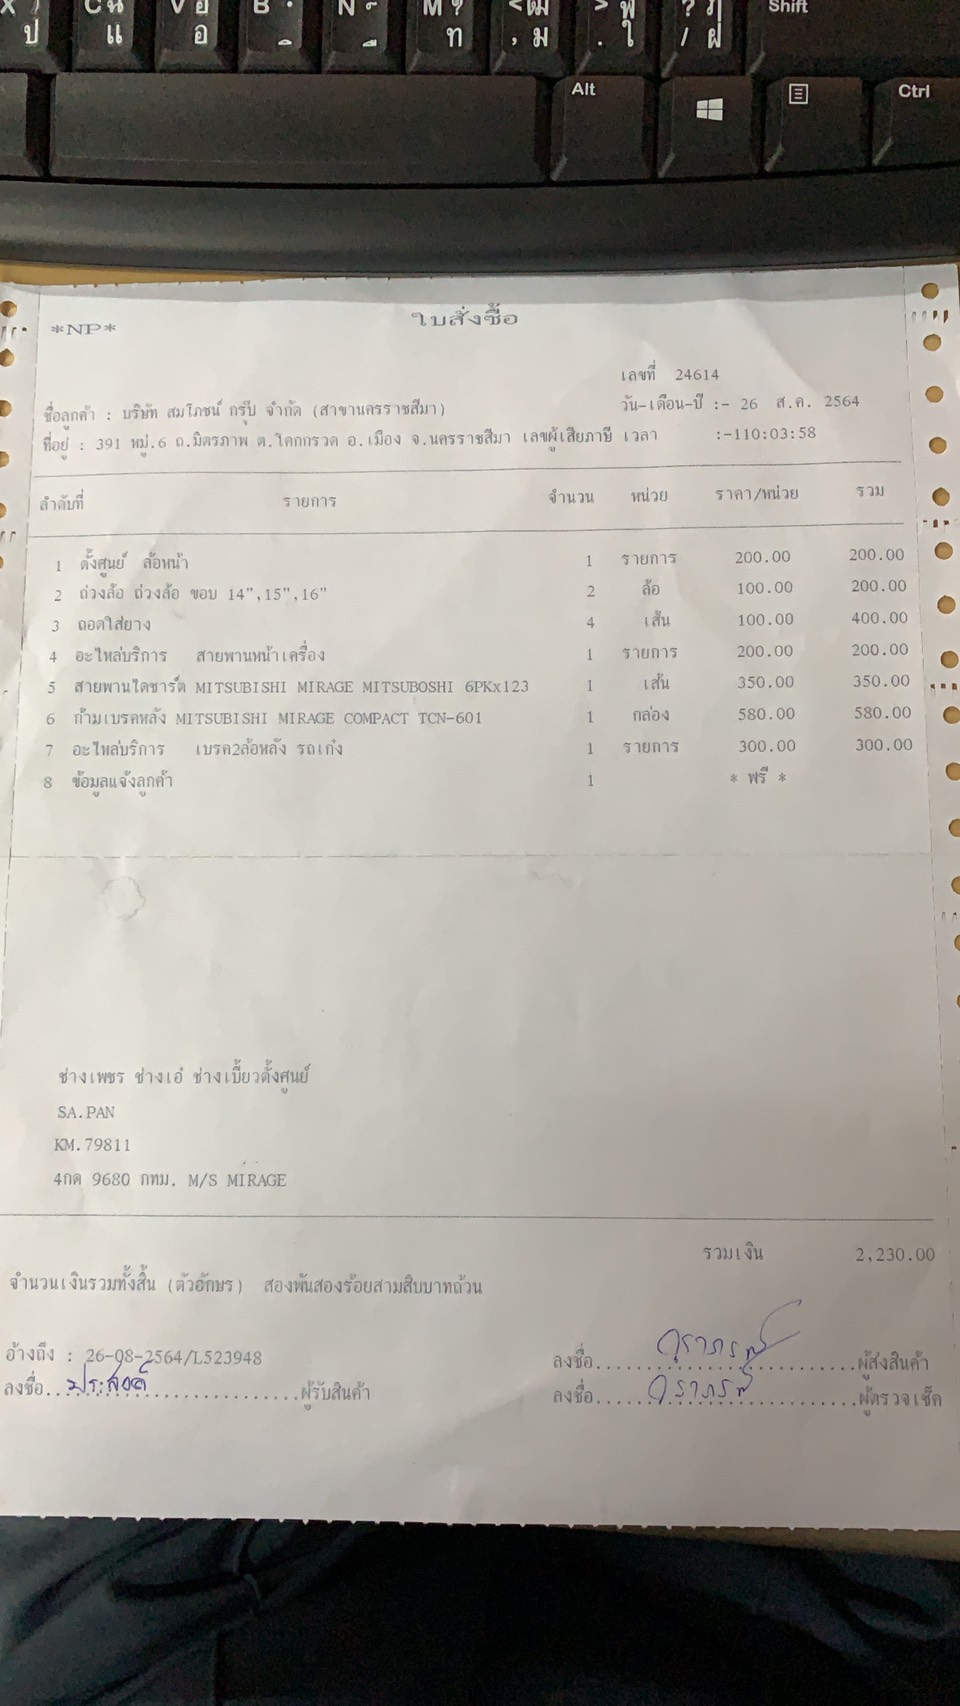 Shift
ป แ อ ท , ม . ใ / ฝ
Alt
Ctrl
*NP*
ใบสั่งซื้อ
เลขที่ 24614
ชื่อลูกค้า : บริษัท สมโภชน์ กรุ๊ป จำกัด (สาขานครราชสีมา) วัน-เดือน-ปี :- 26 ส.ค. 2564
ที่อยู่ : 391 หมู่.6 ถ.มิตรภาพ ต.โคกกรวด อ.เมือง จ.นครราชสีมา เลขผู้เสียภาษี เวลา :-110:03:58
ลำดับที่ รายการ จำนวน หน่วย ราคา/หน่วย รวม
1 ตั้งศูนย์ ล้อหน้า 1 รายการ 200.00 200.00
2 ถ่วงล้อ ถ่วงล้อ ขอบ 14",15",16" 2 ล้อ 100.00 200.00
3 ถอดใส่ยาง 4 เส้น 100.00 400.00
4 อะไหล่บริการ สายพานหน้าเครื่อง 1 รายการ 200.00 200.00
5 สายพานไดชาร์ต MITSUBISHI MIRAGE MITSUBOSHI 6PKx123 1 เส้น 350.00 350.00
6 ก้ามเบรคหลัง MITSUBISHI MIRAGE COMPACT TCN-601 1 กล่อง 580.00 580.00
7 อะไหล่บริการ เบรค2ล้อหลัง รถเก๋ง 1 รายการ 300.00 300.00
8 ข้อมูลแจ้งลูกค้า 1 * ฟรี *
ช่างเพชร ช่างเอ๋ ช่างเบี้ยวตั้งศูนย์
SA.PAN
KM.79811
4กด 9680 กทม. M/S MIRAGE
รวมเงิน 2,230.00
จำนวนเงินรวมทั้งสิ้น (ตัวอักษร) สองพันสองร้อยสามสิบบาทถ้วน
อ้างถึง : 26-08-2564/L523948
ลงชื่อ..............................ผู้ส่งสินค้า
ลงชื่อ..ประสงค์....................ผู้รับสินค้า
ลงชื่อ..............................ผู้ตรวจเช็ค